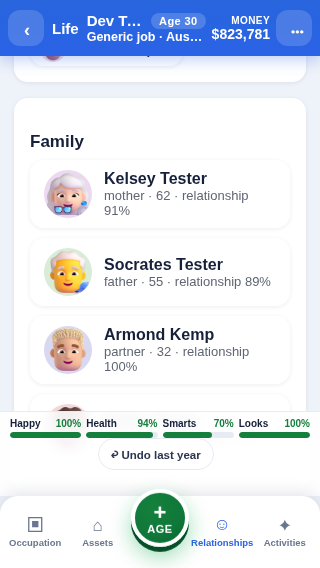 Life
Dev T… Age 30
Generic job · Aus…
MONEY
$823,781
Family
Kelsey Tester
mother · 62 · relationship
91%
Socrates Tester
father · 55 · relationship 89%
Armond Kemp
partner · 32 · relationship
100%
Happy 100% Health 94% Smarts 70% Looks 100%
Undo last year
+
AGE
Occupation Assets Relationships Activities